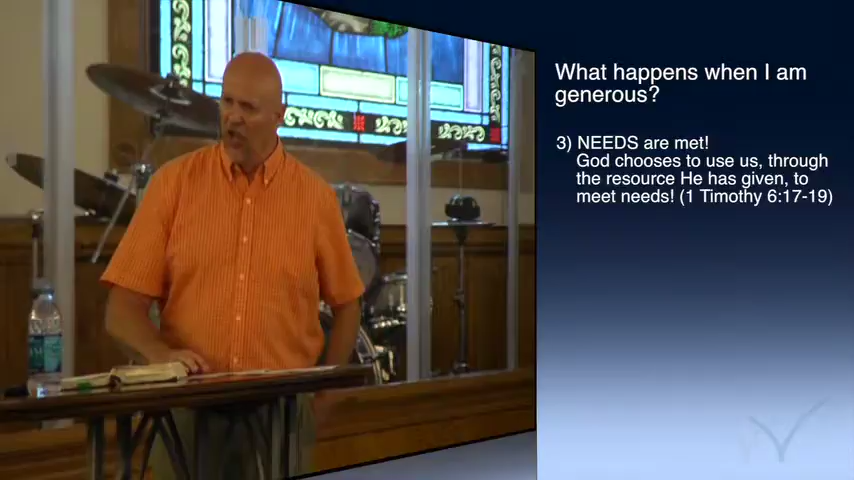 What happens when I am
generous?
3) NEEDS are met!
God chooses to use us, through
the resource He has given, to
meet needs! (1 Timothy 6:17-19)